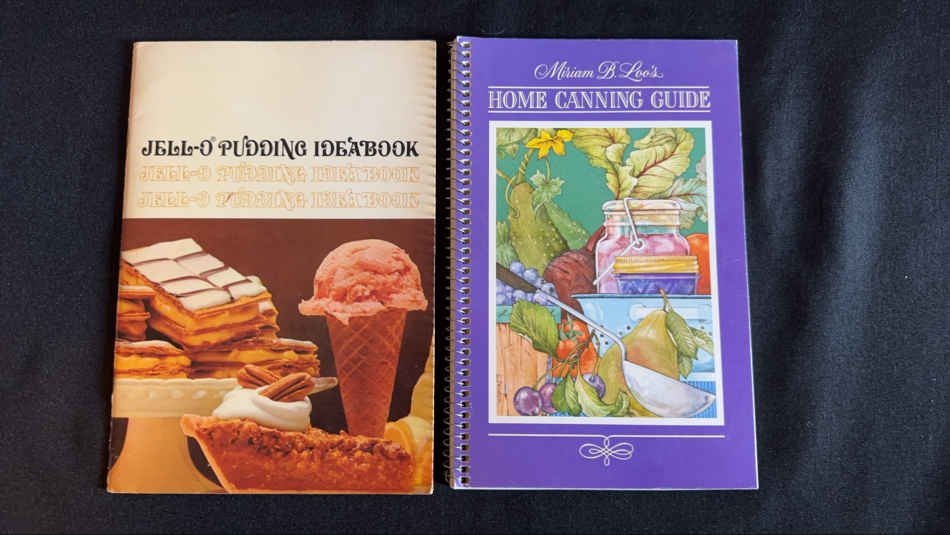 JELL-O® PUDDING IDEABOOK
JELL-O PUDDING IDEABOOK
JELL-O PUDDING IDEABOOK
Miriam B. Loo's
HOME CANNING GUIDE